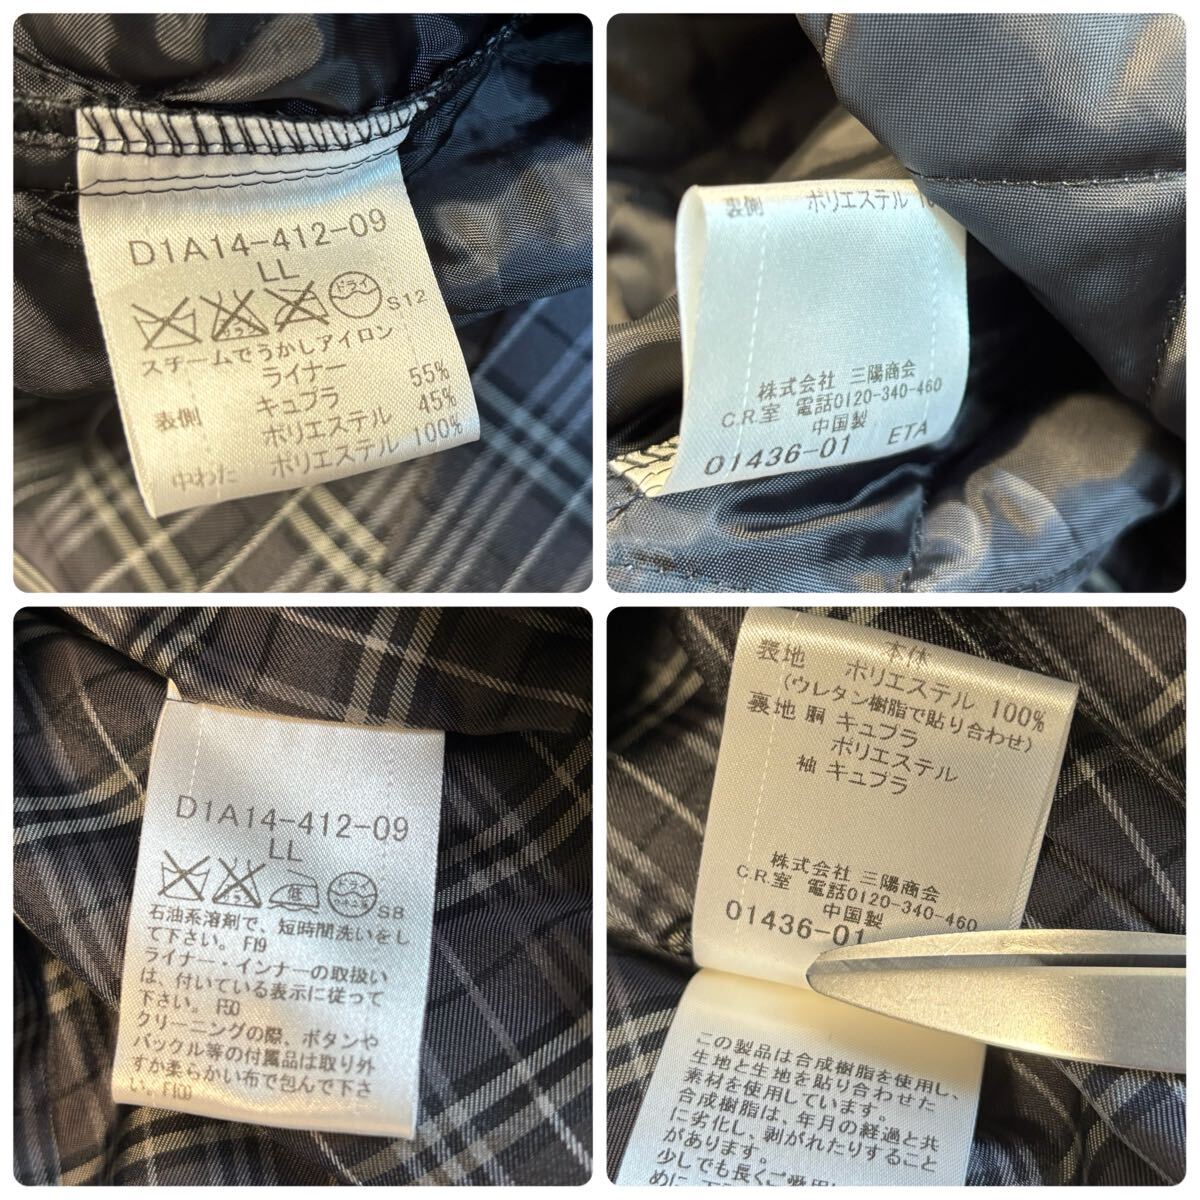 D1A14-412-09
LL
ドライ
S12
スチームでうかしアイロン
ライナー
表側 キュプラ 55%
ポリエステル 45%
中わた ポリエステル 100%
表側 ポリエステル
株式会社 三陽商会
C.R.室 電話0120-340-460
中国製
01436-01 ETA
D1A14-412-09
LL
低
ドライ
S8
石油系溶剤で、短時間洗いをし
て下さい。F19
ライナー・インナーの取扱い
は、付いている表示に従って
下さい。F50
クリーニングの際、ボタンや
バックル等の付属品は取り外
すか柔らかい布で包んで下さ
い。F100
本体
表地 ポリエステル 100%
(ウレタン樹脂で貼り合わせ)
裏地 胴 キュプラ
ポリエステル
袖 キュプラ
株式会社 三陽商会
C.R.室 電話0120-340-460
中国製
01436-01
この製品は合成樹脂を使用し、
生地と生地を貼り合わせた
素材を使用しています。
合成樹脂は、年月の経過と共
に劣化し、剥がれたりすること
があります。
少しでも長くご愛用